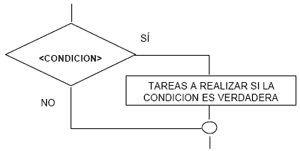 SÍ
<CONDICION>
TAREAS A REALIZAR SI LA
CONDICION ES VERDADERA
NO